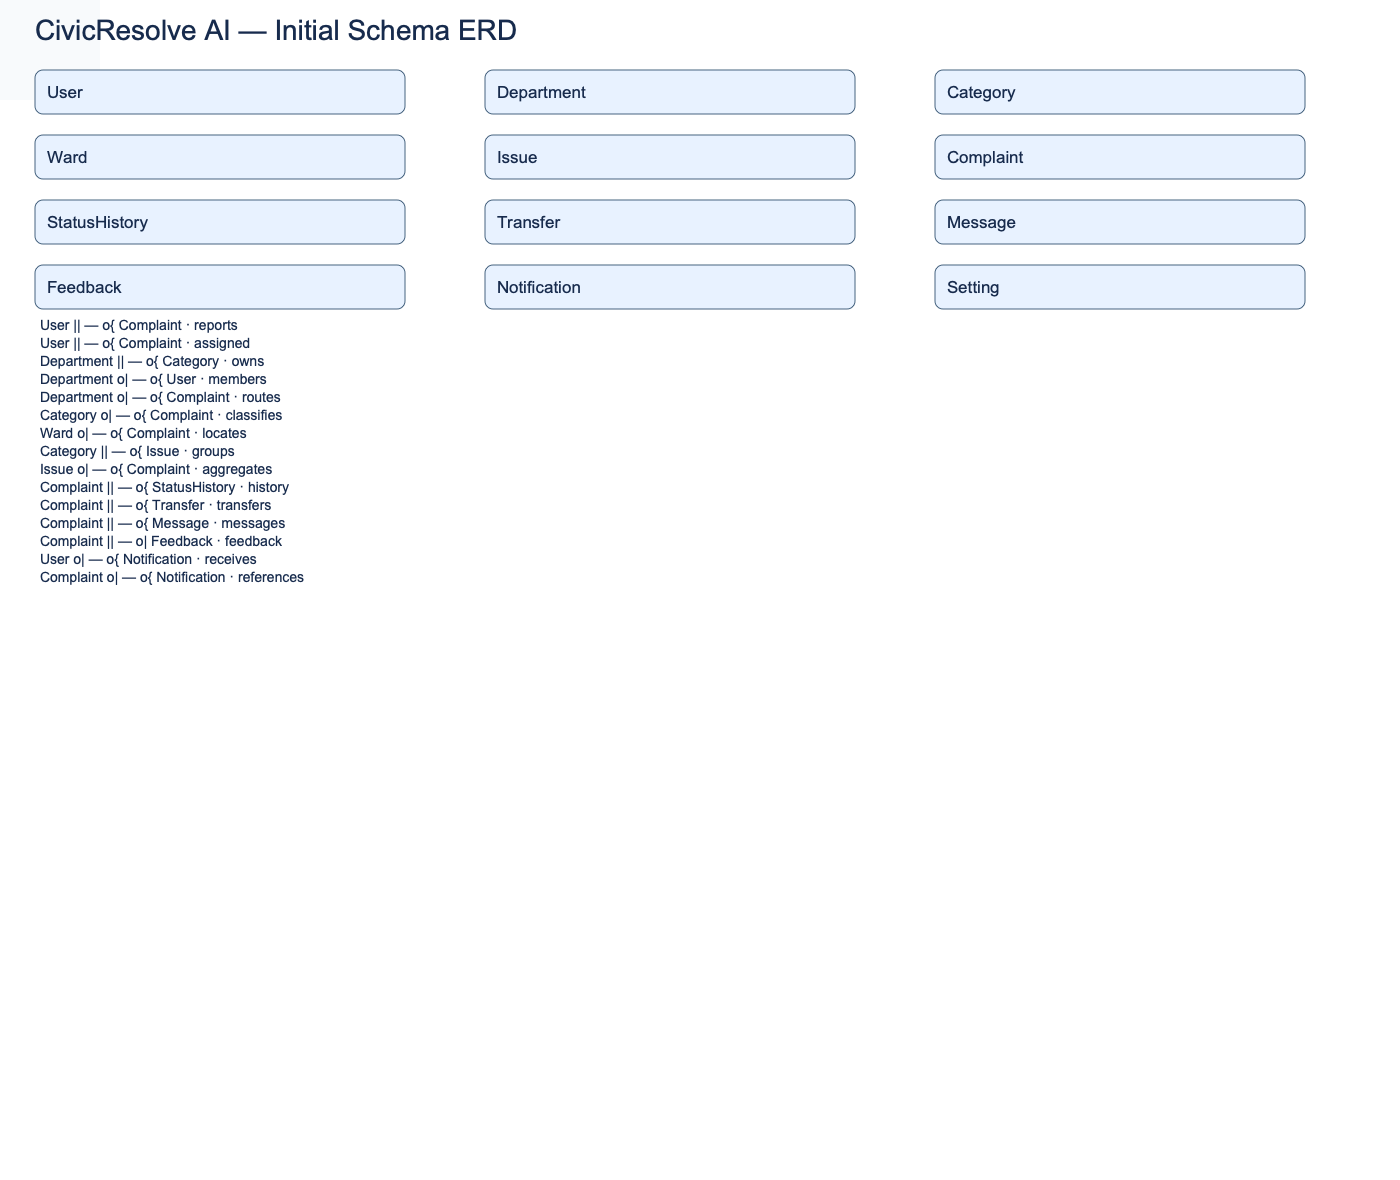 CivicResolve AI — Initial Schema ERD
User
Department
Category
Ward
Issue
Complaint
StatusHistory
Transfer
Message
Feedback
Notification
Setting
User || — o{ Complaint · reports
User || — o{ Complaint · assigned
Department || — o{ Category · owns
Department o| — o{ User · members
Department o| — o{ Complaint · routes
Category o| — o{ Complaint · classifies
Ward o| — o{ Complaint · locates
Category || — o{ Issue · groups
Issue o| — o{ Complaint · aggregates
Complaint || — o{ StatusHistory · history
Complaint || — o{ Transfer · transfers
Complaint || — o{ Message · messages
Complaint || — o| Feedback · feedback
User o| — o{ Notification · receives
Complaint o| — o{ Notification · references